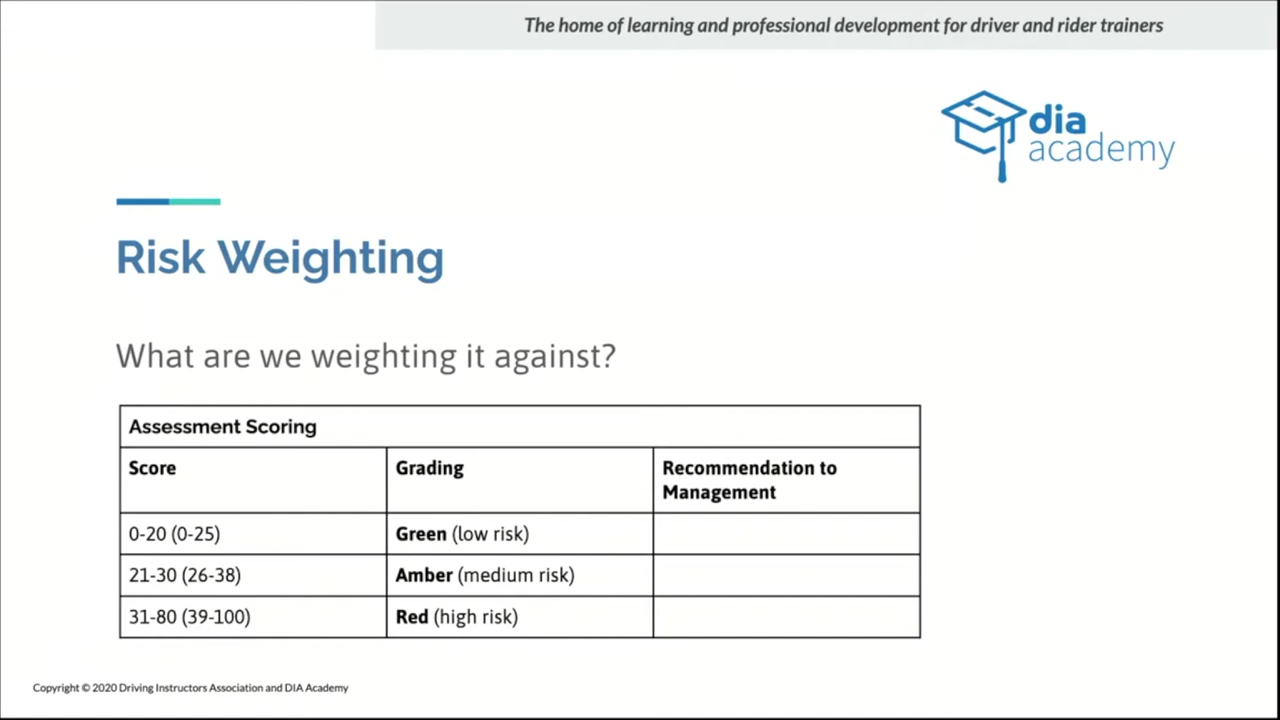 The home of learning and professional development for driver and rider trainers
dia
academy
Risk Weighting
What are we weighting it against?
Assessment Scoring
Score Grading Recommendation to
Management
0-20 (0-25) Green (low risk)
21-30 (26-38) Amber (medium risk)
31-80 (39-100) Red (high risk)
Copyright © 2020 Driving Instructors Association and DIA Academy